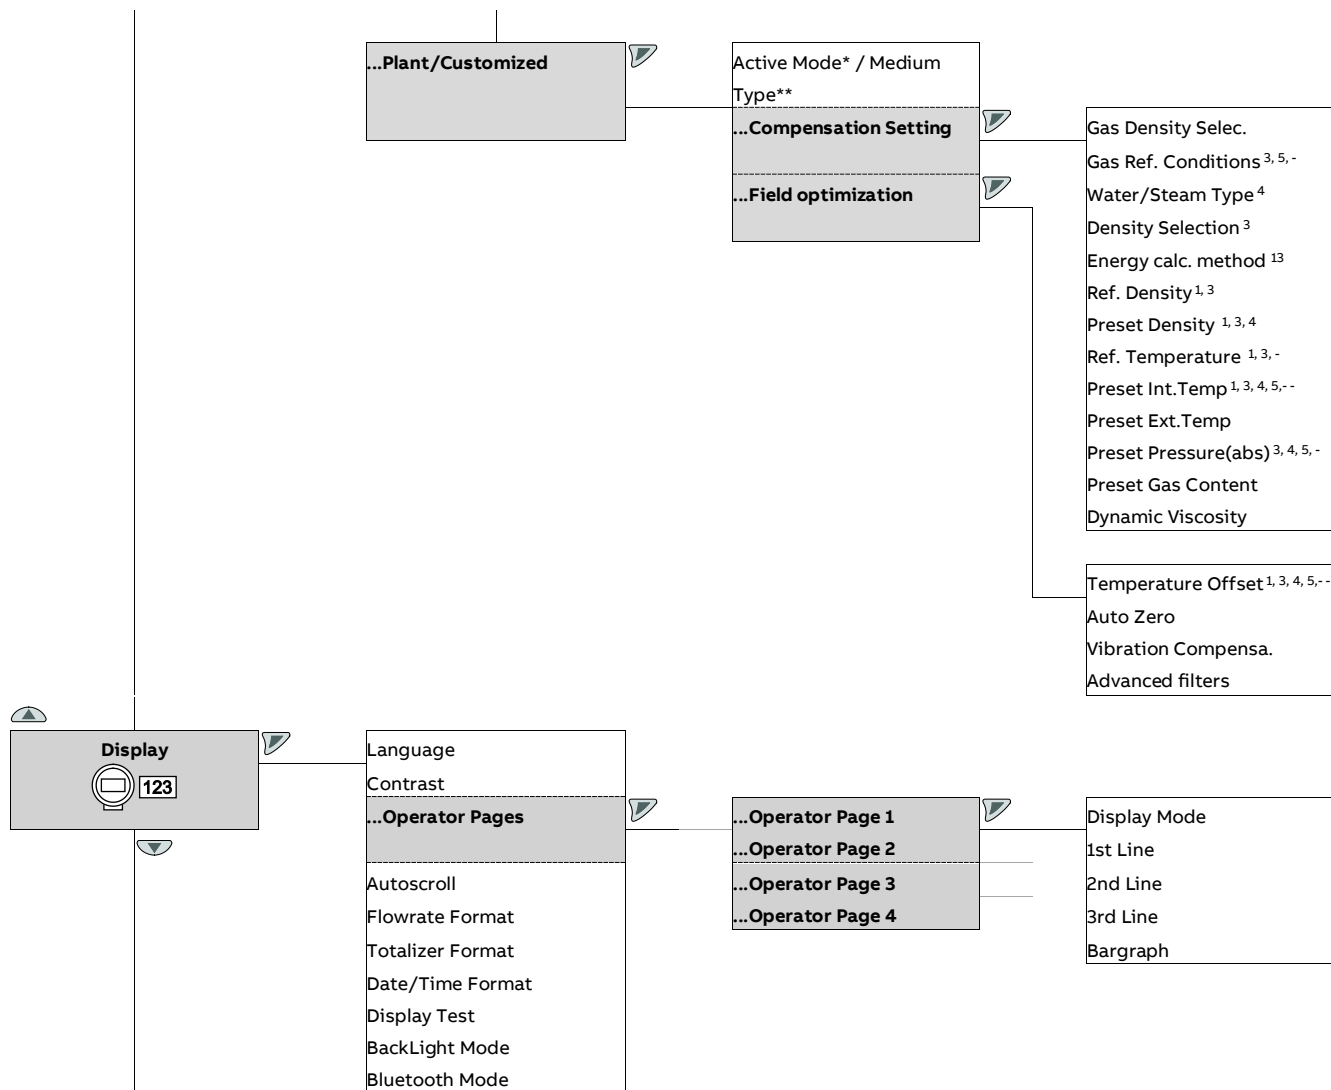 ...Plant/Customized
Active Mode* / Medium
Type**
...Compensation Setting
...Field optimization
Gas Density Selec.
Gas Ref. Conditions 3, 5, -
Water/Steam Type 4
Density Selection 3
Energy calc. method 13
Ref. Density 1, 3
Preset Density 1, 3, 4
Ref. Temperature 1, 3, -
Preset Int.Temp 1, 3, 4, 5,- -
Preset Ext.Temp
Preset Pressure(abs) 3, 4, 5, -
Preset Gas Content
Dynamic Viscosity
Temperature Offset 1, 3, 4, 5,- -
Auto Zero
Vibration Compensa.
Advanced filters
Display
123
Language
Contrast
...Operator Pages
Autoscroll
Flowrate Format
Totalizer Format
Date/Time Format
Display Test
BackLight Mode
Bluetooth Mode
...Operator Page 1
...Operator Page 2
...Operator Page 3
...Operator Page 4
Display Mode
1st Line
2nd Line
3rd Line
Bargraph